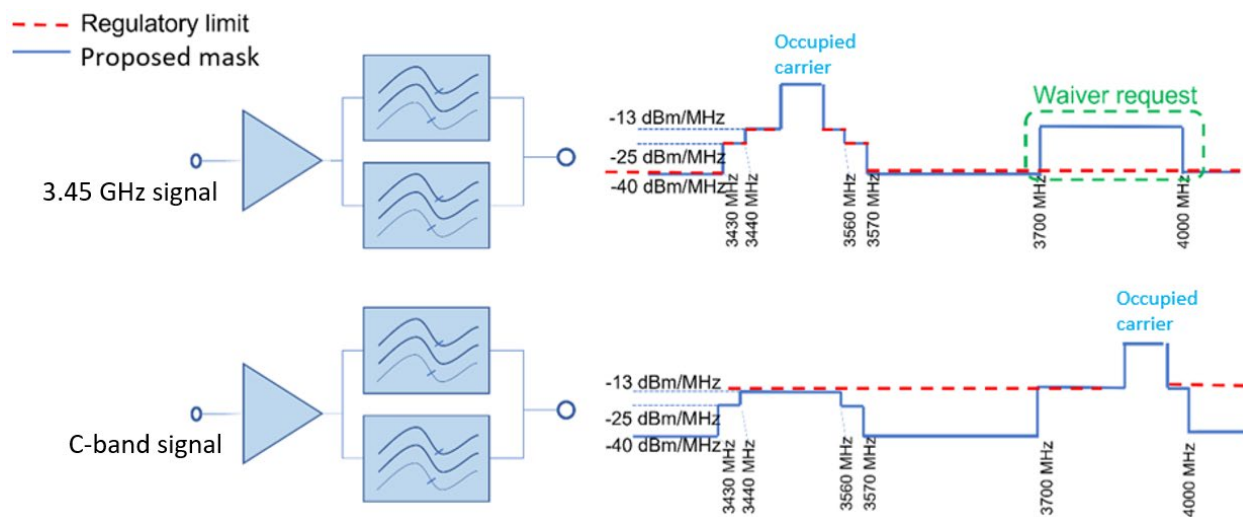 Regulatory limit
Proposed mask
3.45 GHz signal
Occupied
carrier
Waiver request
-13 dBm/MHz
-25 dBm/MHz
-40 dBm/MHz
3430 MHz
3440 MHz
3560 MHz
3570 MHz
3700 MHz
4000 MHz
C-band signal
Occupied
carrier
-13 dBm/MHz
-25 dBm/MHz
-40 dBm/MHz
3430 MHz
3440 MHz
3560 MHz
3570 MHz
3700 MHz
4000 MHz